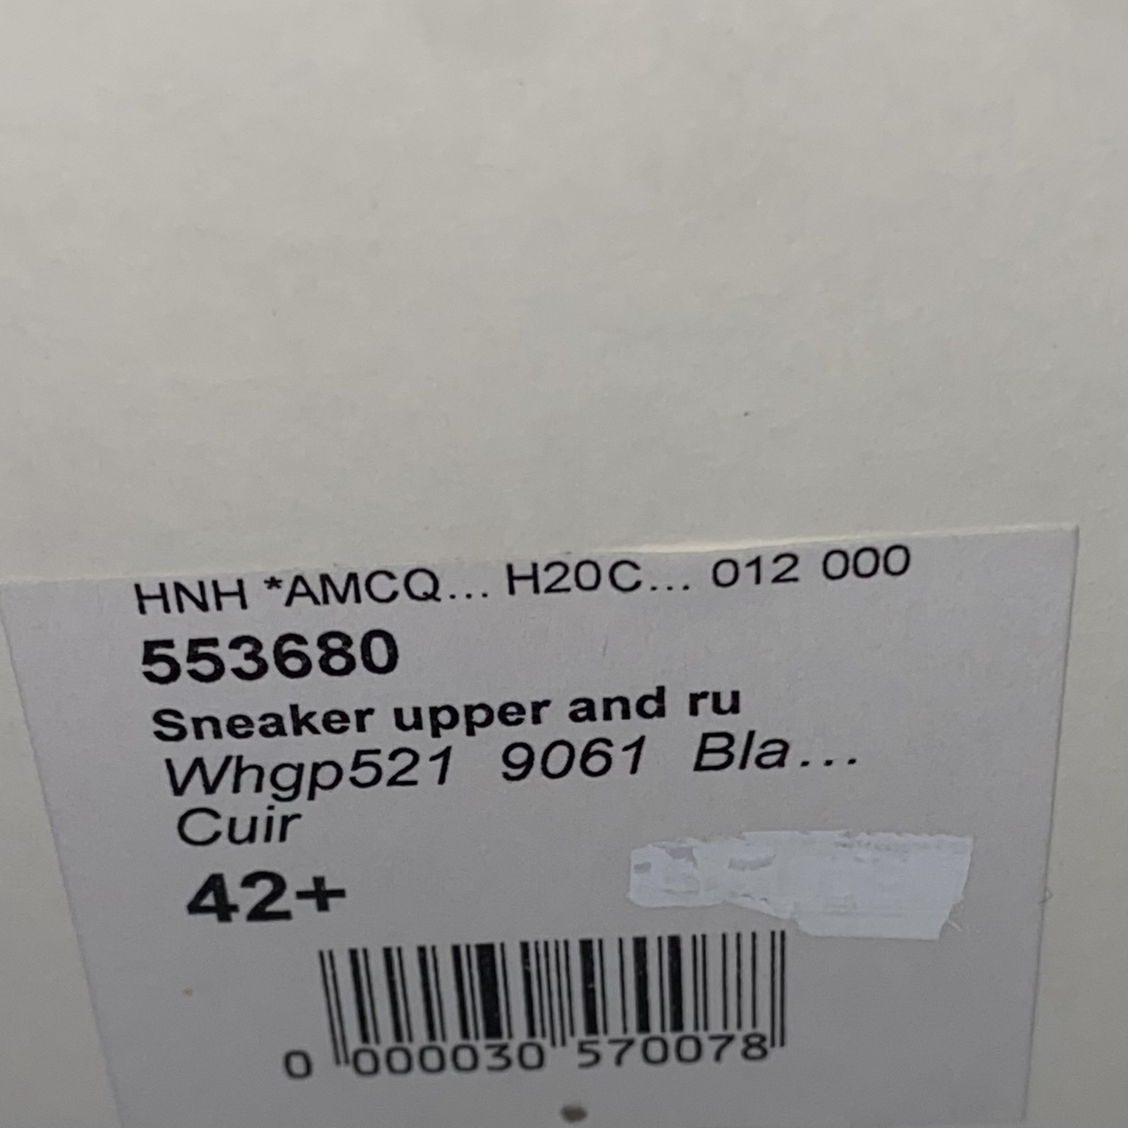 HNH *AMCQ... H20C... 012 000
553680
Sneaker upper and ru
Whgp521 9061 Bla...
Cuir
42+
0 000030 570078